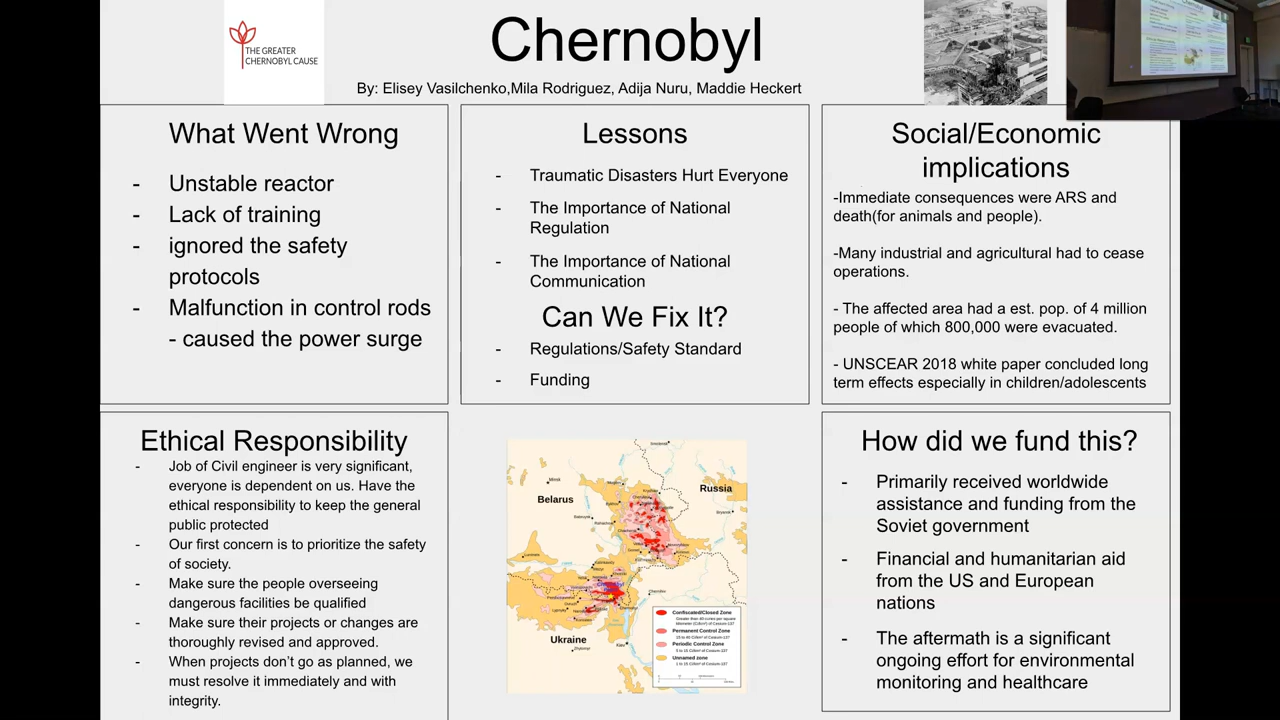 THE GREATER
CHERNOBYL CAUSE
Chernobyl
By: Elisey Vasilchenko,Mila Rodriguez, Adija Nuru, Maddie Heckert
What Went Wrong
- Unstable reactor
- Lack of training
- ignored the safety
protocols
- Malfunction in control rods
- caused the power surge
Lessons
- Traumatic Disasters Hurt Everyone
- The Importance of National
Regulation
- The Importance of National
Communication
Can We Fix It?
- Regulations/Safety Standard
- Funding
Social/Economic
implications
-Immediate consequences were ARS and
death(for animals and people).
-Many industrial and agricultural had to cease
operations.
- The affected area had a est. pop. of 4 million
people of which 800,000 were evacuated.
- UNSCEAR 2018 white paper concluded long
term effects especially in children/adolescents
Ethical Responsibility
- Job of Civil engineer is very significant,
everyone is dependent on us. Have the
ethical responsibility to keep the general
public protected
- Our first concern is to prioritize the safety
of society.
- Make sure the people overseeing
dangerous facilities be qualified
- Make sure their projects or changes are
thoroughly reviewed and approved.
- When projects don't go as planned, we
must resolve it immediately and with
integrity.
Belarus
Russia
Ukraine
Minsk
Confiscated/Closed Zone
Permanent Control Zone
Periodic Control Zone
Unnamed zone
How did we fund this?
- Primarily received worldwide
assistance and funding from the
Soviet government
- Financial and humanitarian aid
from the US and European
nations
- The aftermath is a significant
ongoing effort for environmental
monitoring and healthcare